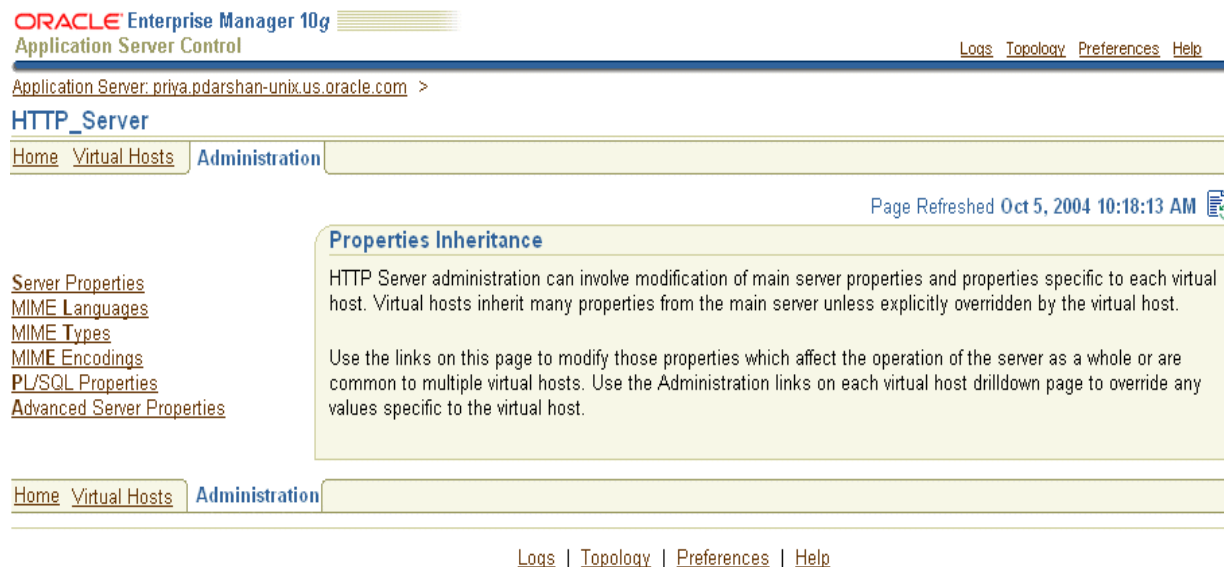 ORACLE Enterprise Manager 10g
Application Server Control
Logs Topology Preferences Help
Application Server: priya.pdarshan-unix.us.oracle.com >
HTTP_Server
Home Virtual Hosts Administration
Page Refreshed Oct 5, 2004 10:18:13 AM
Server Properties
MIME Languages
MIME Types
MIME Encodings
PL/SQL Properties
Advanced Server Properties
Properties Inheritance
HTTP Server administration can involve modification of main server properties and properties specific to each virtual
host. Virtual hosts inherit many properties from the main server unless explicitly overridden by the virtual host.
Use the links on this page to modify those properties which affect the operation of the server as a whole or are
common to multiple virtual hosts. Use the Administration links on each virtual host drilldown page to override any
values specific to the virtual host.
Home Virtual Hosts Administration
Logs | Topology | Preferences | Help